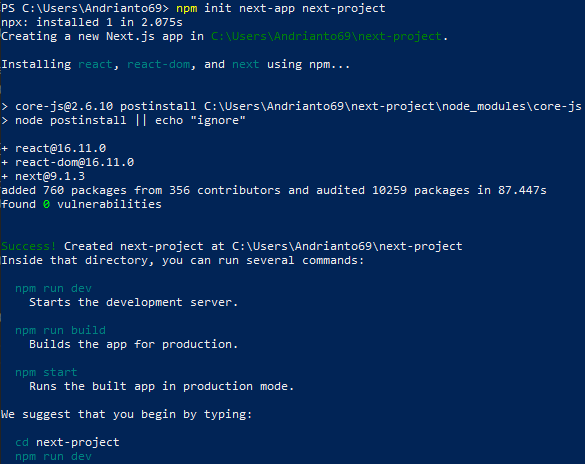 PS C:\Users\Andrianto69> npm init next-app next-project
npx: installed 1 in 2.075s
Creating a new Next.js app in C:\Users\Andrianto69\next-project.
Installing react, react-dom, and next using npm...
> core-js@2.6.10 postinstall C:\Users\Andrianto69\next-project\node_modules\core-js
> node postinstall || echo "ignore"
+ react@16.11.0
+ react-dom@16.11.0
+ next@9.1.3
added 760 packages from 356 contributors and audited 10259 packages in 87.447s
found 0 vulnerabilities
Success! Created next-project at C:\Users\Andrianto69\next-project
Inside that directory, you can run several commands:
npm run dev
Starts the development server.
npm run build
Builds the app for production.
npm start
Runs the built app in production mode.
We suggest that you begin by typing:
cd next-project
npm run dev